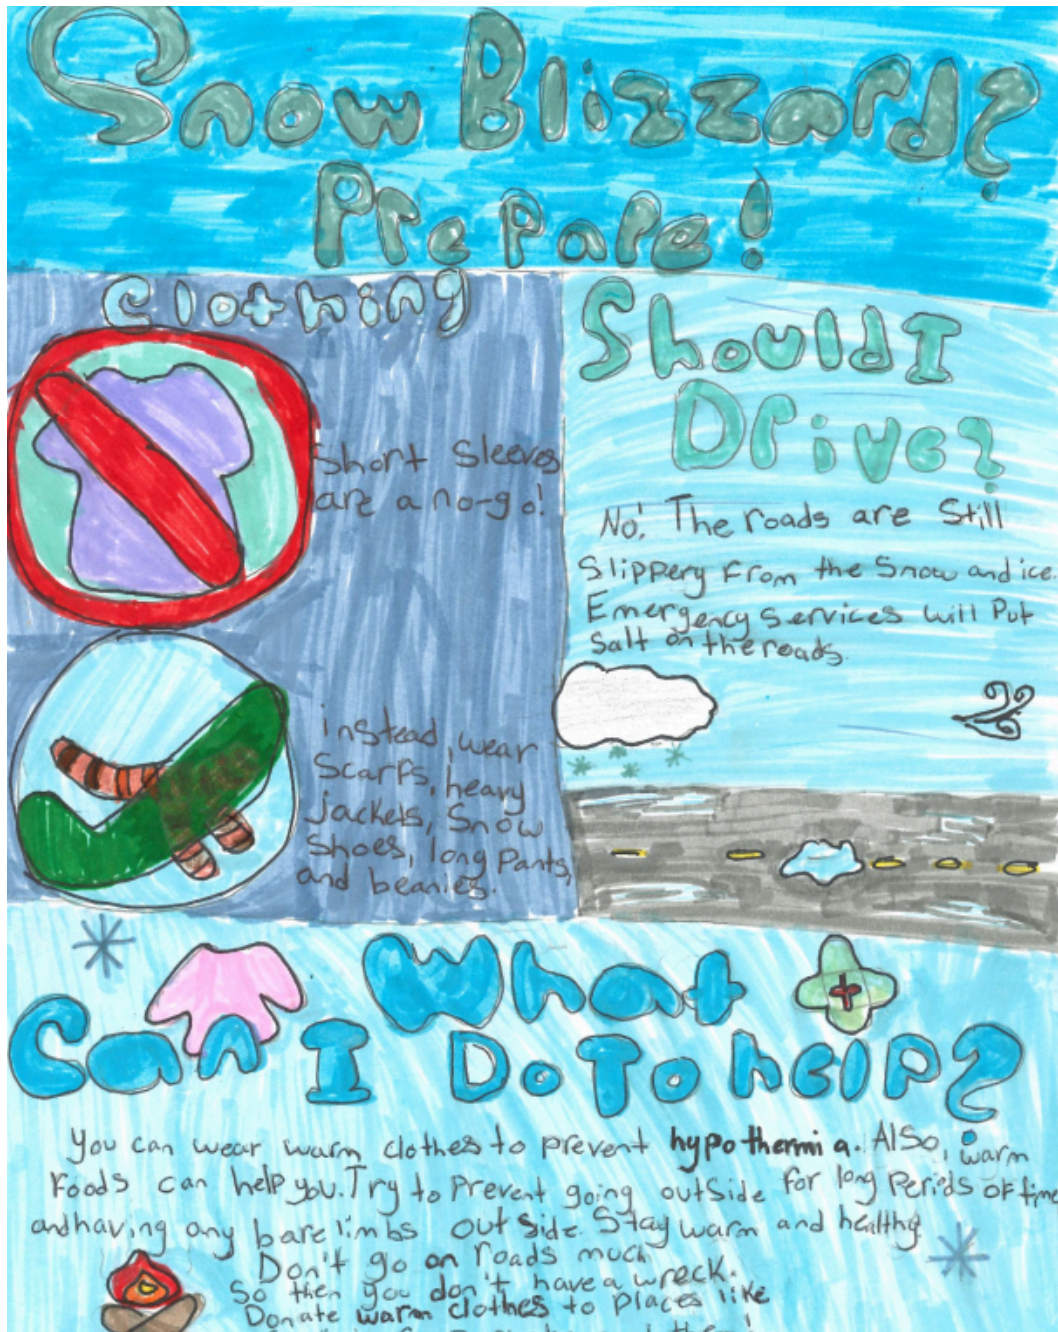 Snow Blizzard?
Prepare!
Clothing
Short Sleeves
are a no-go!
instead, wear
Scarfs, heavy
jackets, Snow
Shoes, long Pants,
and beanies.
Should I
Drive?
No! The roads are Still
Slippery From the Snow and ice.
Emergency Services will Put
Salt on the roads.
What
Can I Do To help?
You can wear warm clothes to prevent hypothermia. Also, warm
Foods can help you. Try to Prevent going outSide for long Perids of time
and having any bare limbs out side. Stay warm and healthy.
Don't go on roads much
So then you don't have a wreck.
Donate warm clothes to places like